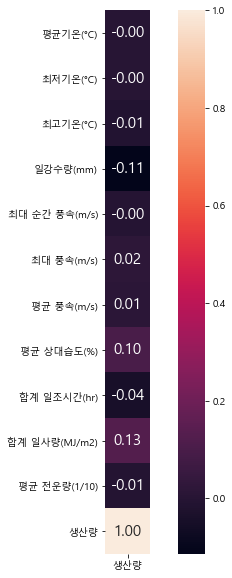 평균기온(°C) -0.00
최저기온(°C) -0.00
최고기온(°C) -0.01
일강수량(mm) -0.11
최대 순간 풍속(m/s) -0.00
최대 풍속(m/s) 0.02
평균 풍속(m/s) 0.01
평균 상대습도(%) 0.10
합계 일조시간(hr) -0.04
합계 일사량(MJ/m2) 0.13
평균 전운량(1/10) -0.01
생산량 1.00
생산량
1.0
0.8
0.6
0.4
0.2
0.0